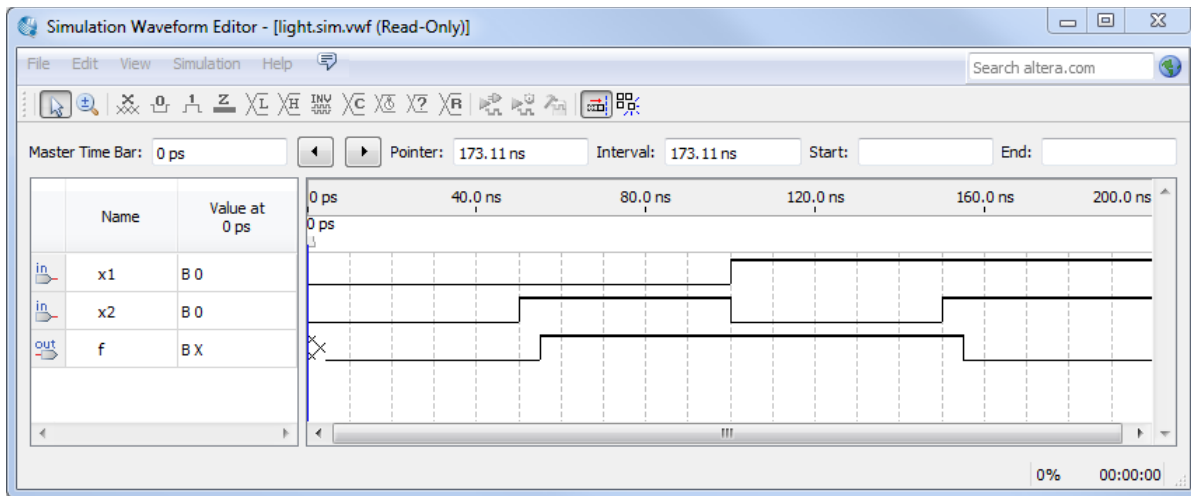 Simulation Waveform Editor - [light.sim.vwf (Read-Only)]
File Edit View Simulation Help Search altera.com
Master Time Bar: 0 ps Pointer: 173.11 ns Interval: 173.11 ns Start: End:
Name Value at 0 ps
0 ps 40.0 ns 80.0 ns 120.0 ns 160.0 ns 200.0 ns
0 ps
in x1 B 0
in x2 B 0
out f B X
0% 00:00:00